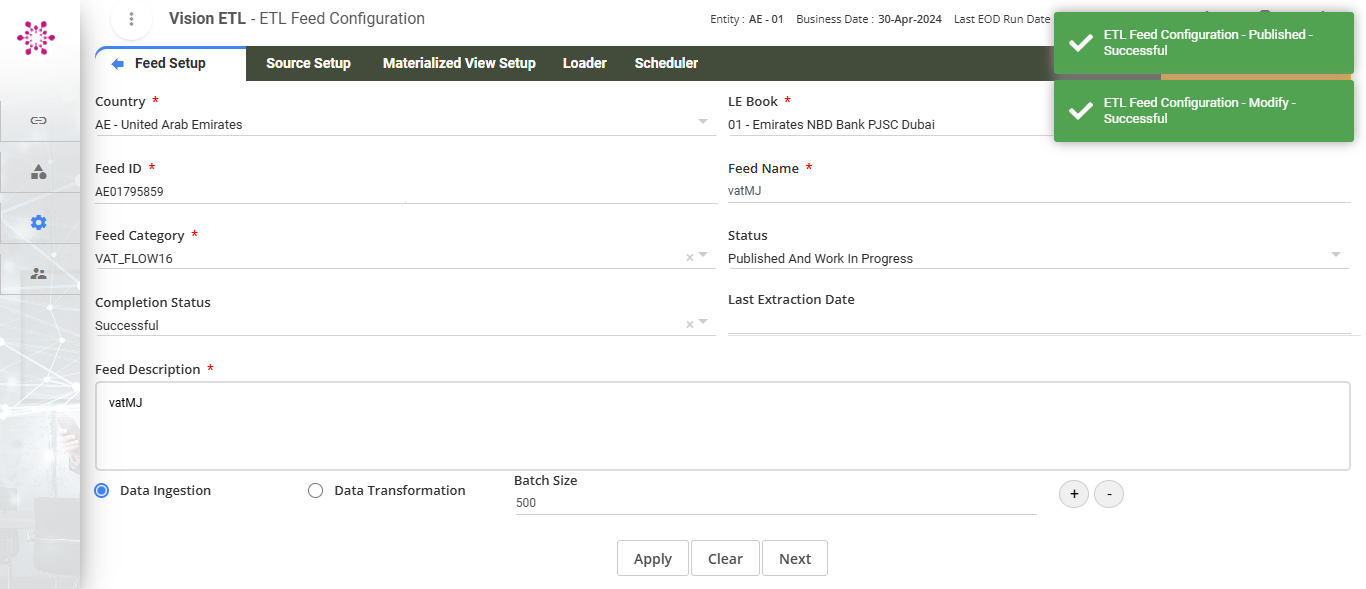 Vision ETL - ETL Feed Configuration
Entity : AE - 01 Business Date : 30-Apr-2024 Last EOD Run Date
ETL Feed Configuration - Published -
Successful
ETL Feed Configuration - Modify -
Successful
Feed Setup Source Setup Materialized View Setup Loader Scheduler
Country *
AE - United Arab Emirates
LE Book *
01 - Emirates NBD Bank PJSC Dubai
Feed ID *
AE01795859
Feed Name *
vatMJ
Feed Category *
VAT_FLOW16
×
Status
Published And Work In Progress
Completion Status
Successful
×
Last Extraction Date
Feed Description *
vatMJ
Data Ingestion
Data Transformation
Batch Size
500
+ -
Apply Clear Next